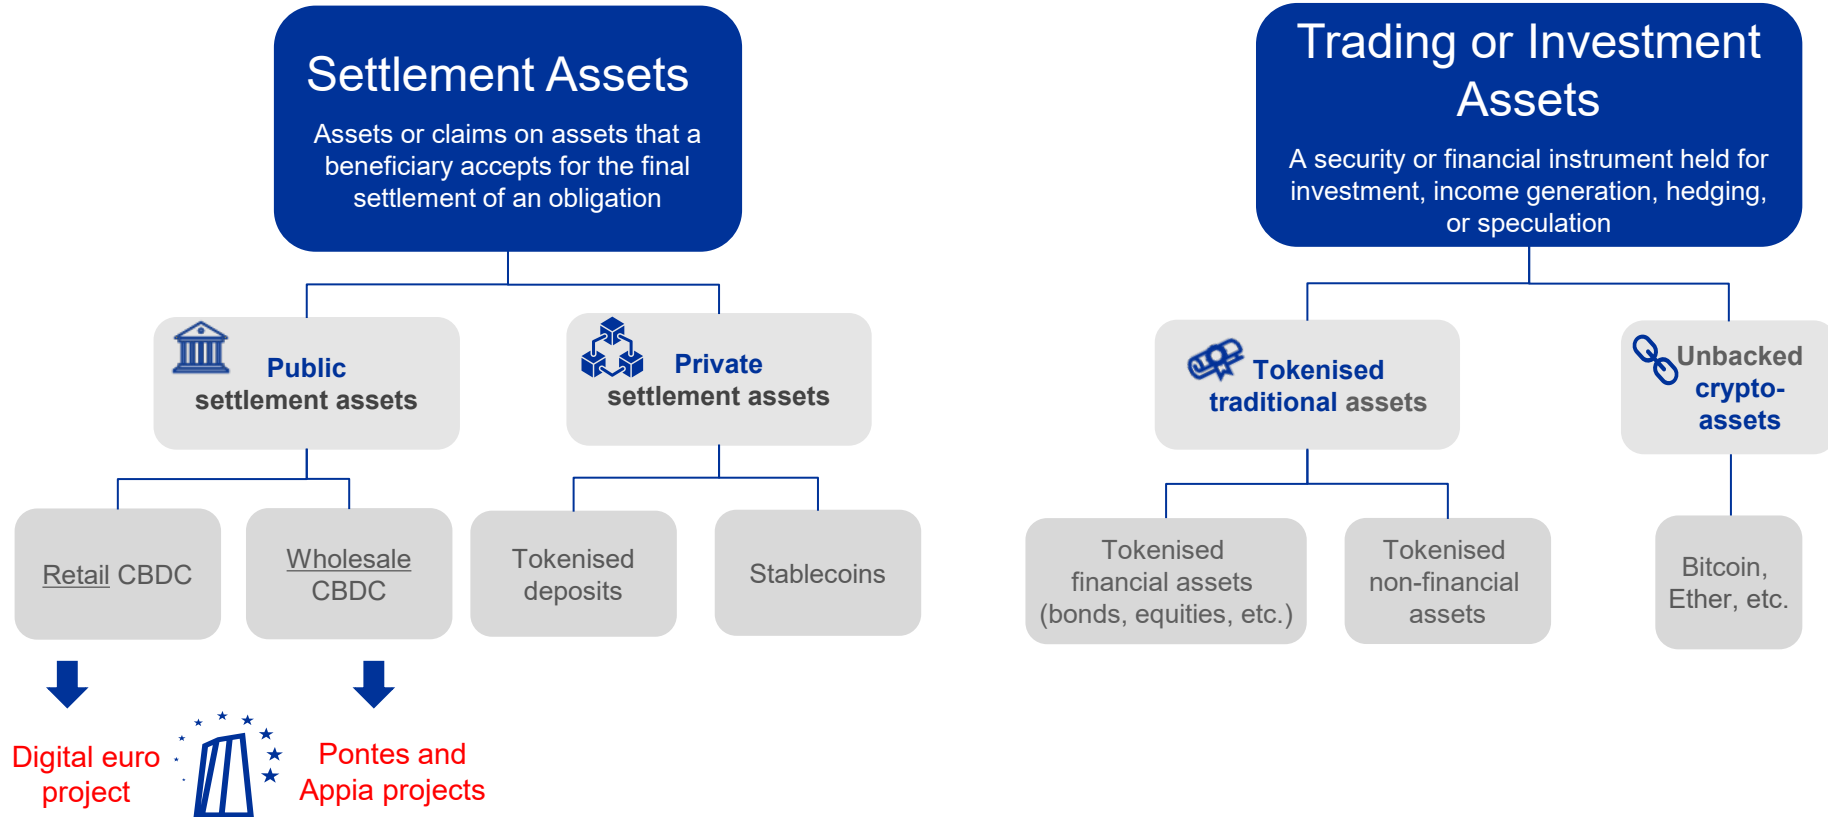 Settlement Assets
Assets or claims on assets that a
beneficiary accepts for the final
settlement of an obligation
Trading or Investment
Assets
A security or financial instrument held for
investment, income generation, hedging,
or speculation
Public
settlement assets
Private
settlement assets
Tokenised
traditional assets
Unbacked
crypto-
assets
Retail CBDC
Wholesale
CBDC
Tokenised
deposits
Stablecoins
Tokenised
financial assets
(bonds, equities, etc.)
Tokenised
non-financial
assets
Bitcoin,
Ether, etc.
Digital euro
project
Pontes and
Appia projects